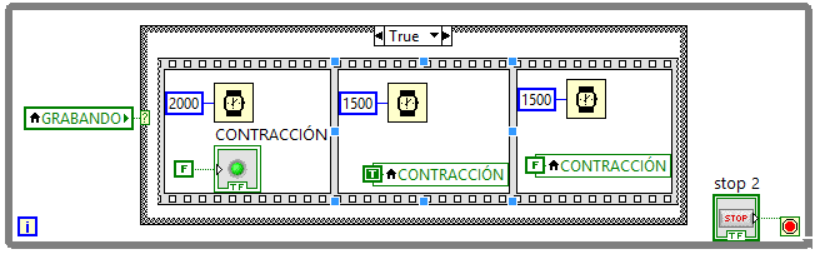 True
2000
1500
1500
GRABANDO
?
CONTRACCIÓN
F
TF
T CONTRACCIÓN
F CONTRACCIÓN
stop 2
STOP
TF
i